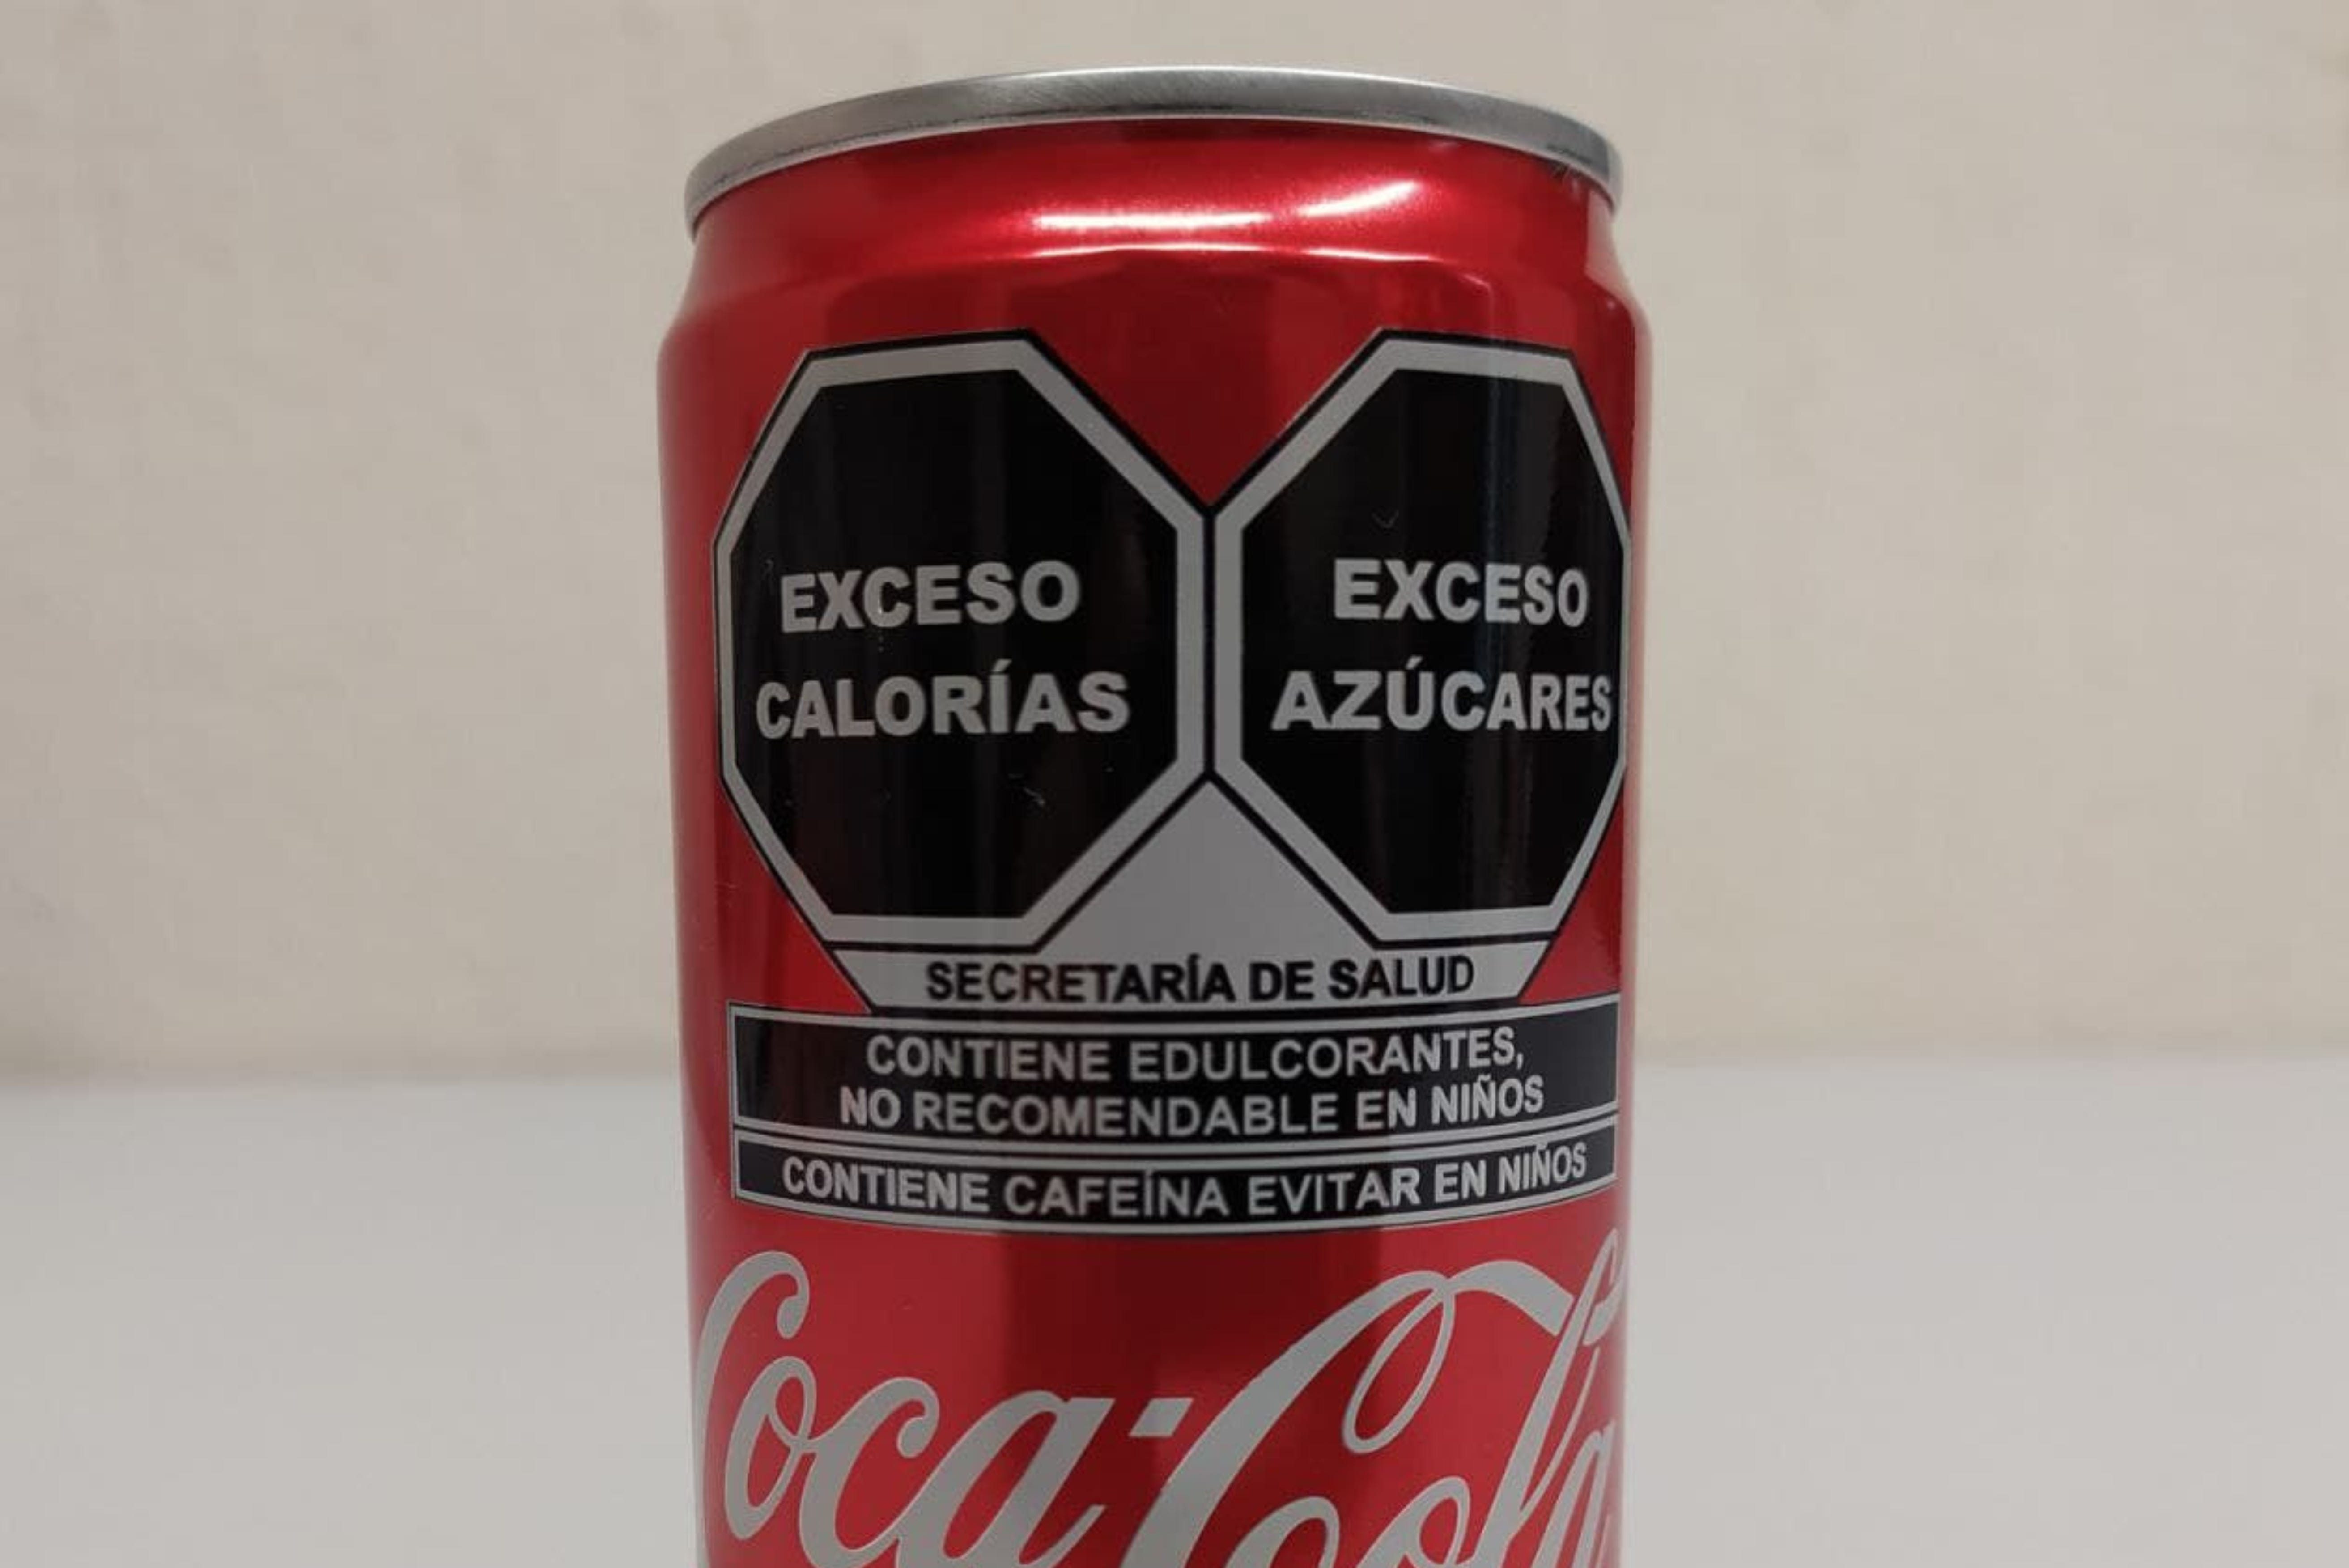 EXCESO
CALORÍAS
EXCESO
AZÚCARES
SECRETARÍA DE SALUD
CONTIENE EDULCORANTES,
NO RECOMENDABLE EN NIÑOS
CONTIENE CAFEÍNA EVITAR EN NIÑOS
Coca-Cola